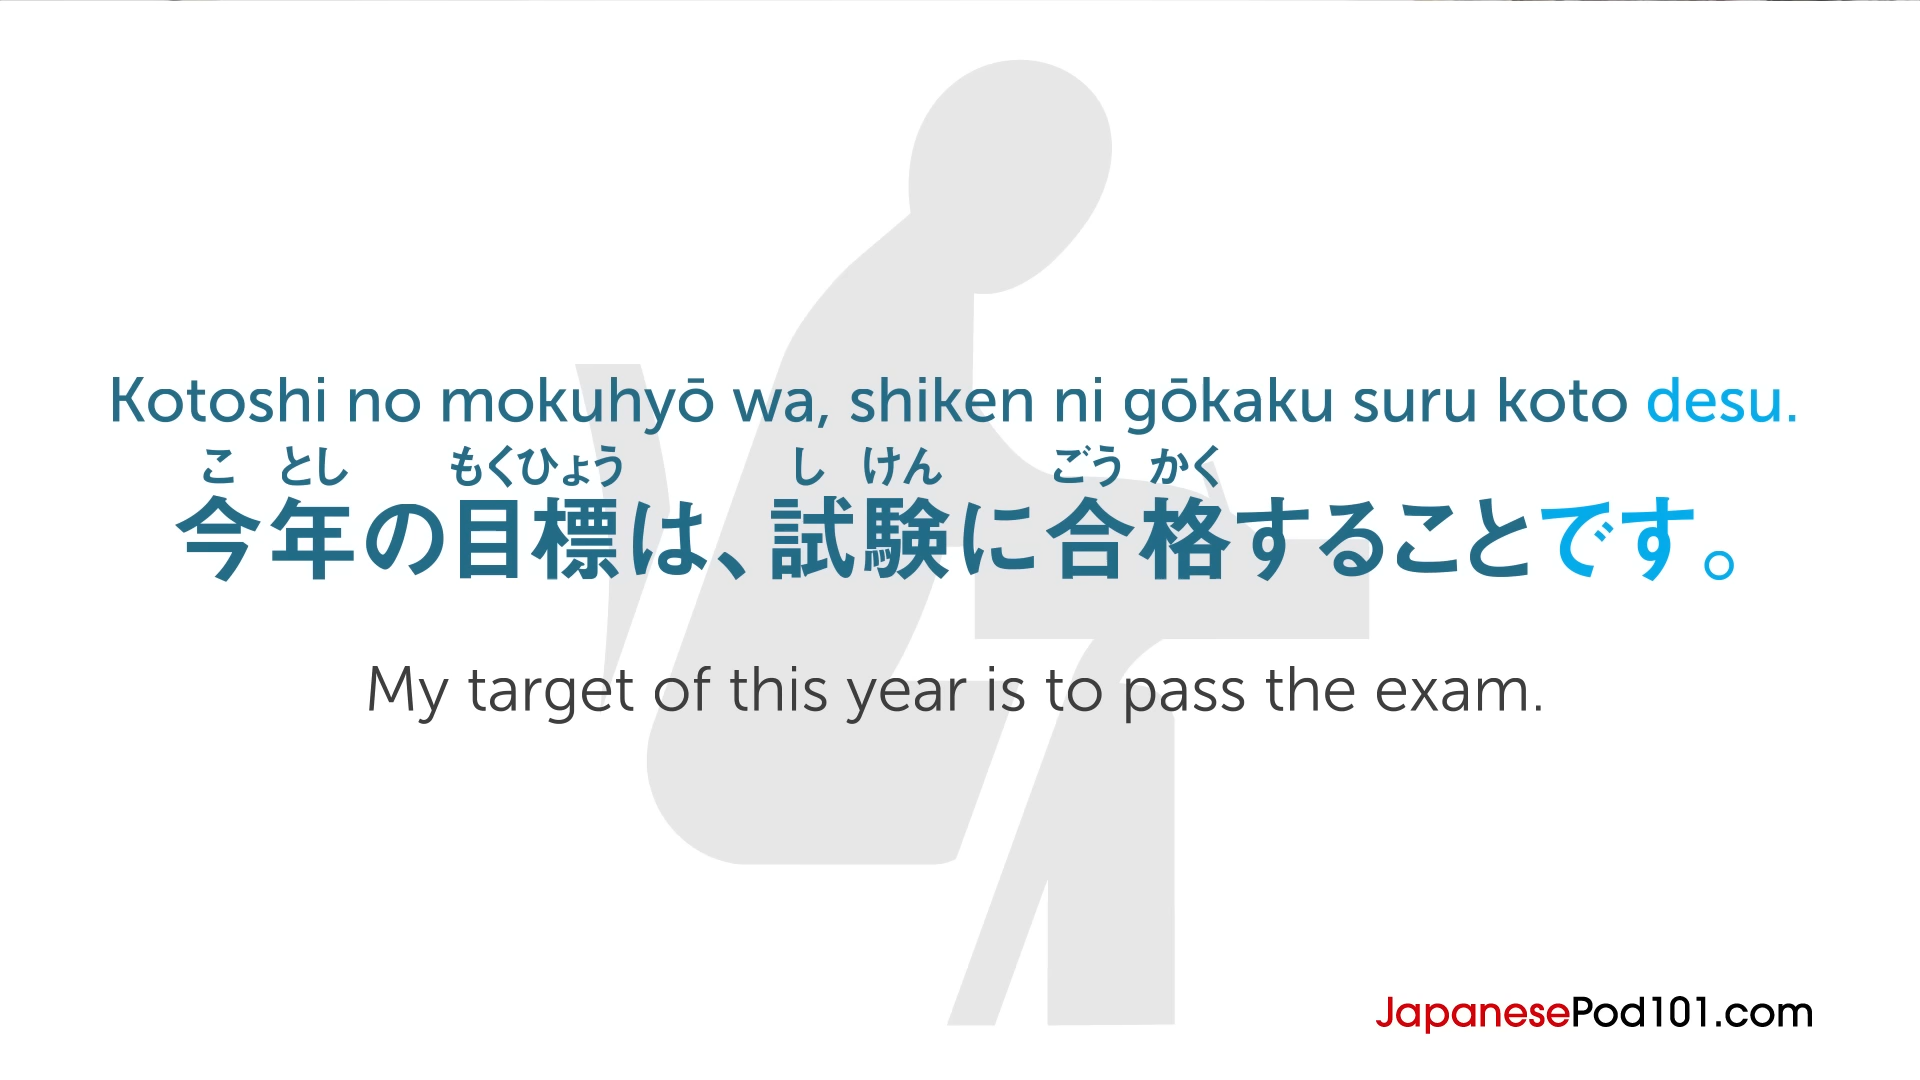 Kotoshi no mokuhyō wa, shiken ni gōkaku suru koto desu.
こ とし もくひょう し けん ごう かく
今年の目標は、試験に合格することです。
My target of this year is to pass the exam.
JapanesePod101.com